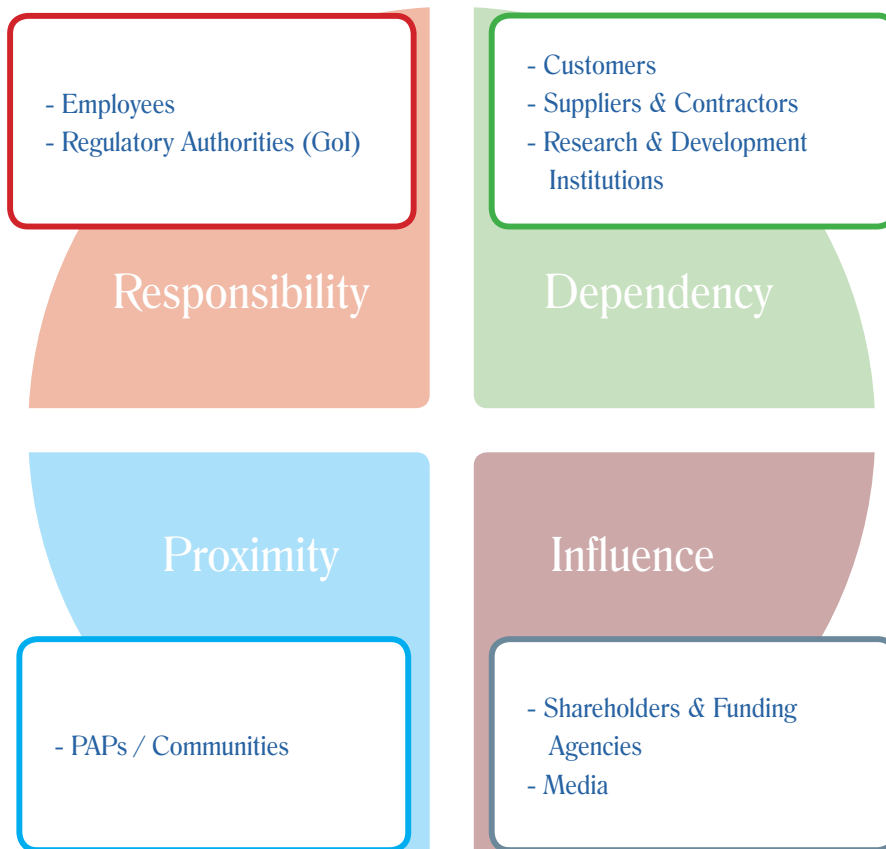 - Employees
- Regulatory Authorities (GoI)
Responsibility
- Customers
- Suppliers & Contractors
- Research & Development
Institutions
Dependency
Proximity
- PAPs / Communities
Influence
- Shareholders & Funding
Agencies
- Media